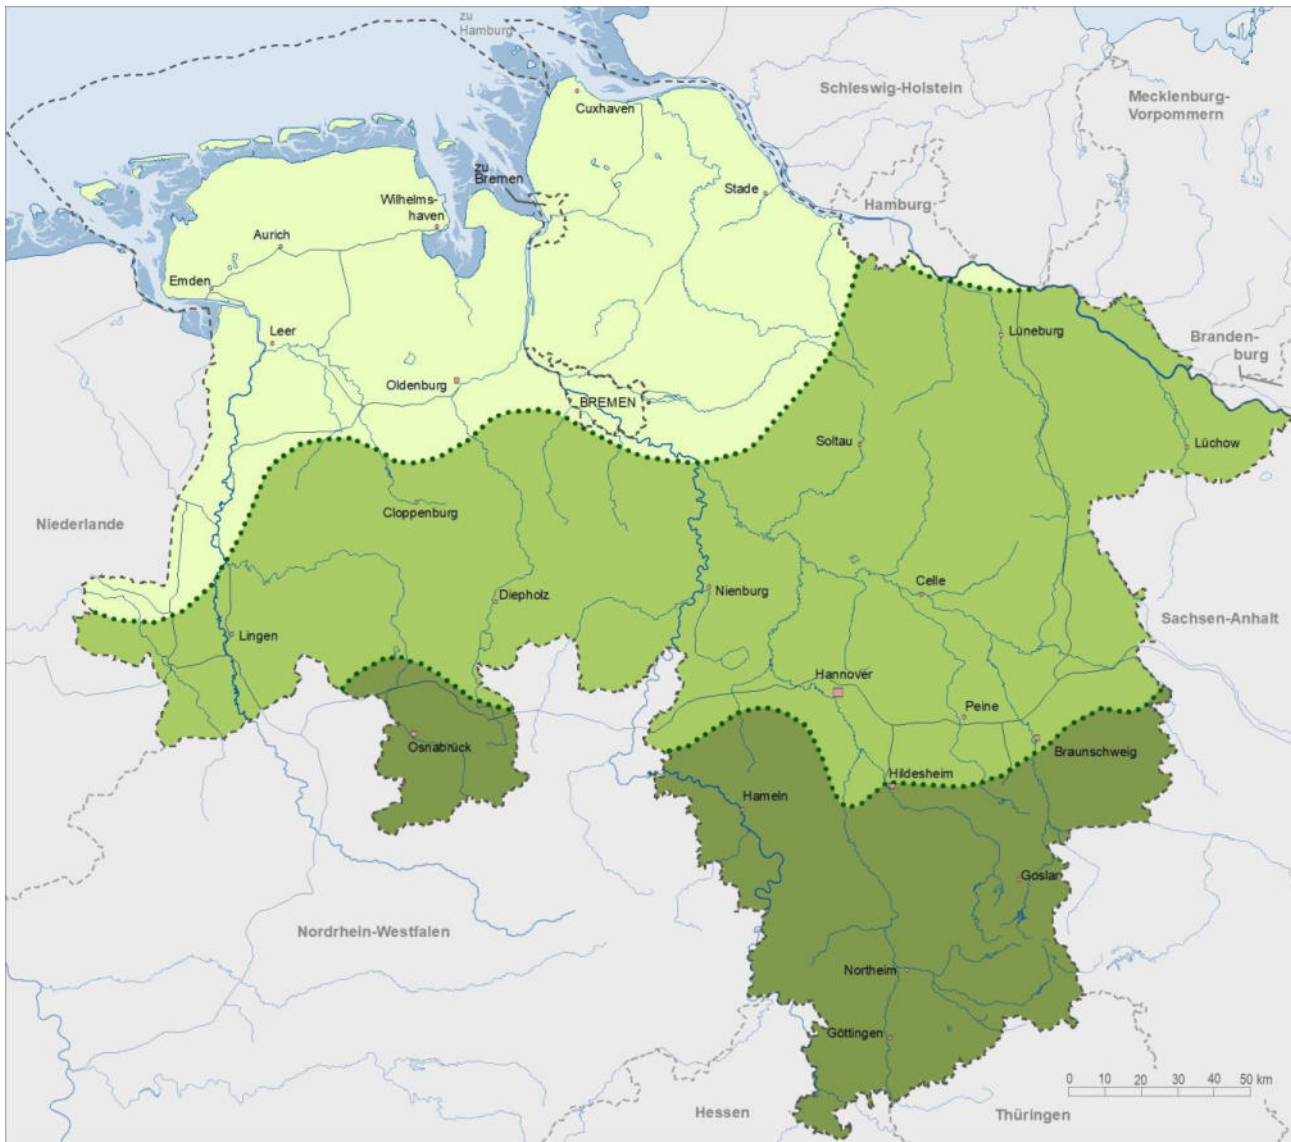 zu
Hamburg
Schleswig-Holstein
Mecklenburg-
Vorpommern
Cuxhaven
zu
Bremen
Stade
Wilhelms-
haven
Hamburg
Aurich
Emden
Leer
Lüneburg
Branden-
burg
Oldenburg
BREMEN
Soltau
Lüchow
Niederlande
Cloppenburg
Celle
Diepholz
Nienburg
Sachsen-Anhalt
Lingen
Hannover
Peine
Osnabrück
Braunschweig
Hildesheim
Hameln
Goslar
Nordrhein-Westfalen
Northeim
Göttingen
0 10 20 30 40 50 km
Hessen
Thüringen